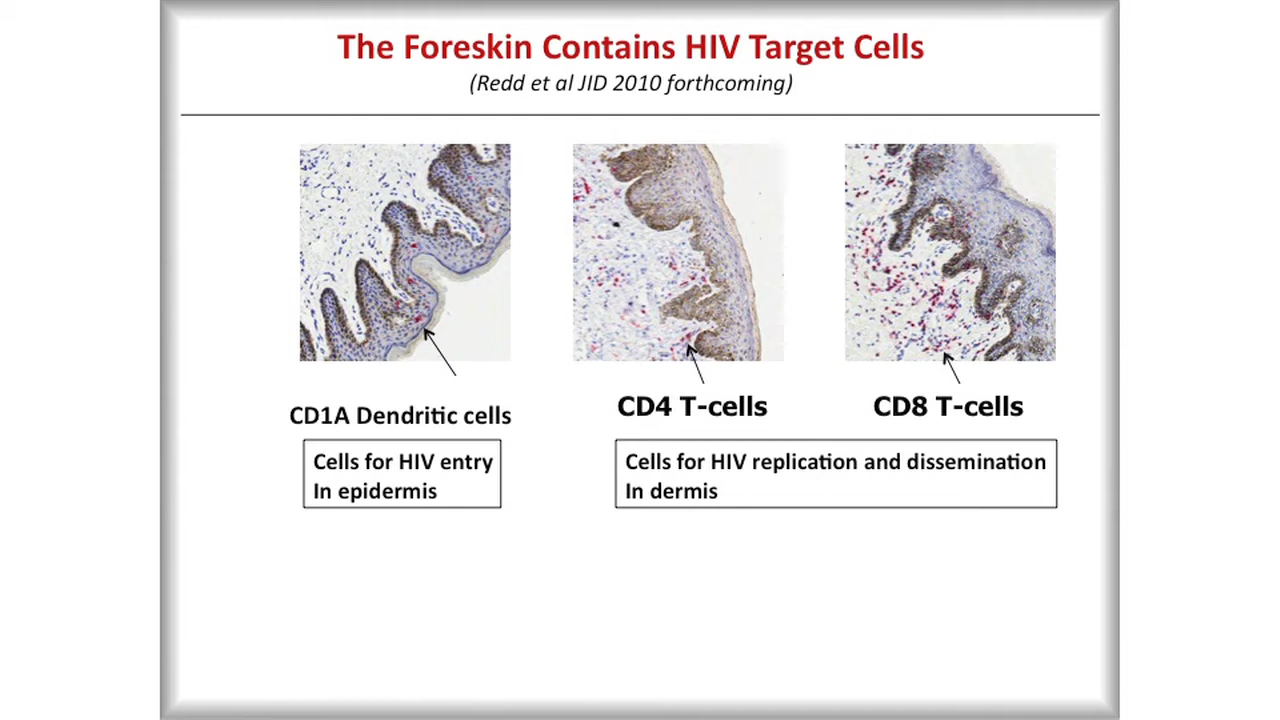 The Foreskin Contains HIV Target Cells
(Redd et al JID 2010 forthcoming)
CD1A Dendritic cells
CD4 T-cells
CD8 T-cells
Cells for HIV entry
In epidermis
Cells for HIV replication and dissemination
In dermis